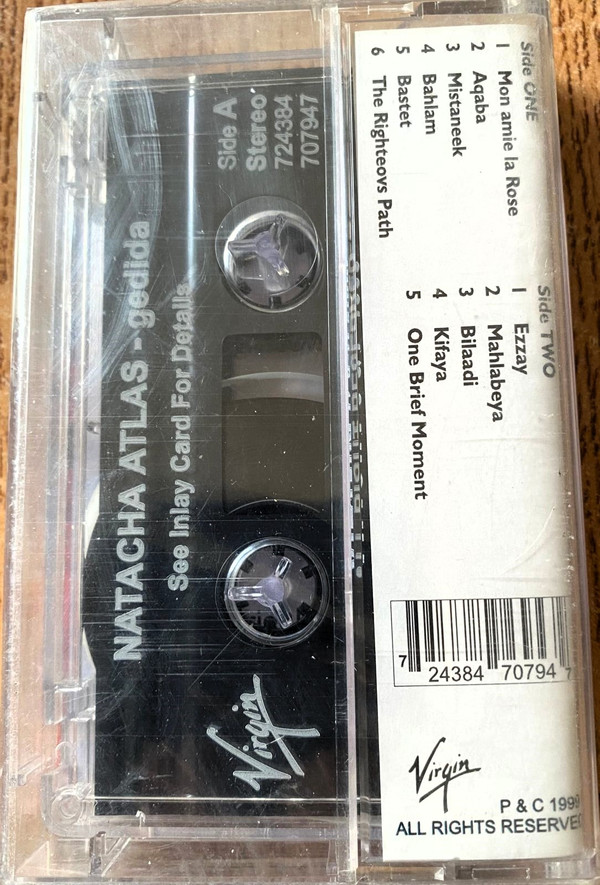 Side ONE
1 Mon amie la Rose
2 Aqaba
3 Mistaneek
4 Bahlam
5 Bastet
6 The Righteovs Path
Side TWO
1 Ezzay
2 Mahlabeya
3 Bilaadi
4 Kifaya
5 One Brief Moment
7 24384 70794 7
Virgin
P & C 1999
ALL RIGHTS RESERVED
Side A
Stereo
724384
707947
NATACHA ATLAS - gedida
See Inlay Card For Details
Virgin